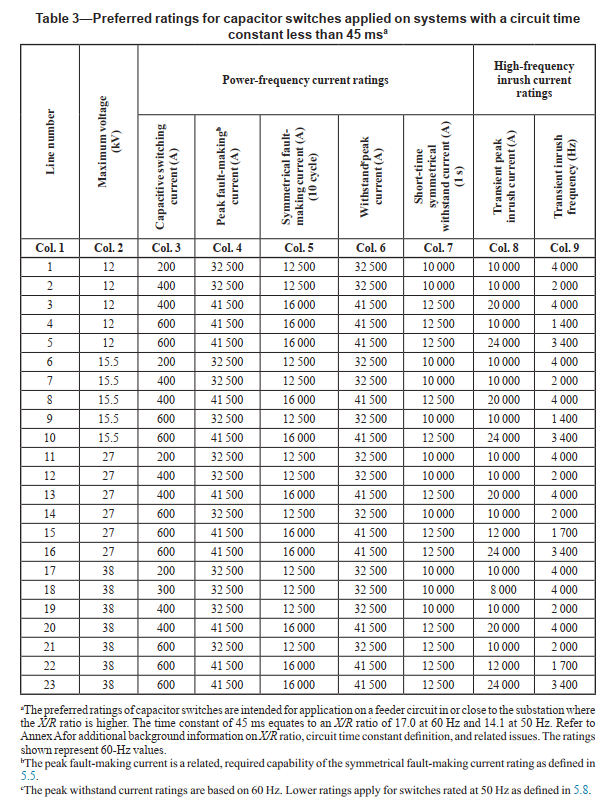 Table 3—Preferred ratings for capacitor switches applied on systems with a circuit time
constant less than 45 msᵃ
Line number
Maximum voltage
(kV)
Power-frequency current ratings
High-frequency
inrush current
ratings
Capacitive switching
current (A)
Peak fault-makingᵇ
current (A)
Symmetrical fault-
making current (A)
(10 cycle)
Withstandᶜpeak
current (A)
Short-time
symmetrical
withstand current (A)
(1 s)
Transient peak
inrush current (A)
Transient inrush
frequency (Hz)
Col. 1 Col. 2 Col. 3 Col. 4 Col. 5 Col. 6 Col. 7 Col. 8 Col. 9
1 12 200 32 500 12 500 32 500 10 000 10 000 4 000
2 12 400 32 500 12 500 32 500 10 000 10 000 2 000
3 12 400 41 500 16 000 41 500 12 500 20 000 4 000
4 12 600 41 500 16 000 41 500 12 500 10 000 1 400
5 12 600 41 500 16 000 41 500 12 500 24 000 3 400
6 15.5 200 32 500 12 500 32 500 10 000 10 000 4 000
7 15.5 400 32 500 12 500 32 500 10 000 10 000 2 000
8 15.5 400 41 500 16 000 41 500 12 500 20 000 4 000
9 15.5 600 32 500 12 500 32 500 10 000 10 000 1 400
10 15.5 600 41 500 16 000 41 500 12 500 24 000 3 400
11 27 200 32 500 12 500 32 500 10 000 10 000 4 000
12 27 400 32 500 12 500 32 500 10 000 10 000 2 000
13 27 400 41 500 16 000 41 500 12 500 20 000 4 000
14 27 600 32 500 12 500 32 500 10 000 10 000 2 000
15 27 600 41 500 16 000 41 500 12 500 12 000 1 700
16 27 600 41 500 16 000 41 500 12 500 24 000 3 400
17 38 200 32 500 12 500 32 500 10 000 10 000 4 000
18 38 300 32 500 12 500 32 500 10 000 8 000 4 000
19 38 400 32 500 12 500 32 500 10 000 10 000 2 000
20 38 400 41 500 16 000 41 500 12 500 20 000 4 000
21 38 600 32 500 12 500 32 500 12 500 10 000 2 000
22 38 600 41 500 16 000 41 500 12 500 12 000 1 700
23 38 600 41 500 16 000 41 500 12 500 24 000 3 400
ᵃThe preferred ratings of capacitor switches are intended for application on a feeder circuit in or close to the substation where
the X/R ratio is higher. The time constant of 45 ms equates to an X/R ratio of 17.0 at 60 Hz and 14.1 at 50 Hz. Refer to
Annex A for additional background information on X/R ratio, circuit time constant definition, and related issues. The ratings
shown represent 60-Hz values.
ᵇThe peak fault-making current is a related, required capability of the symmetrical fault-making current rating as defined in
5.5.
ᶜThe peak withstand current ratings are based on 60 Hz. Lower ratings apply for switches rated at 50 Hz as defined in 5.8.